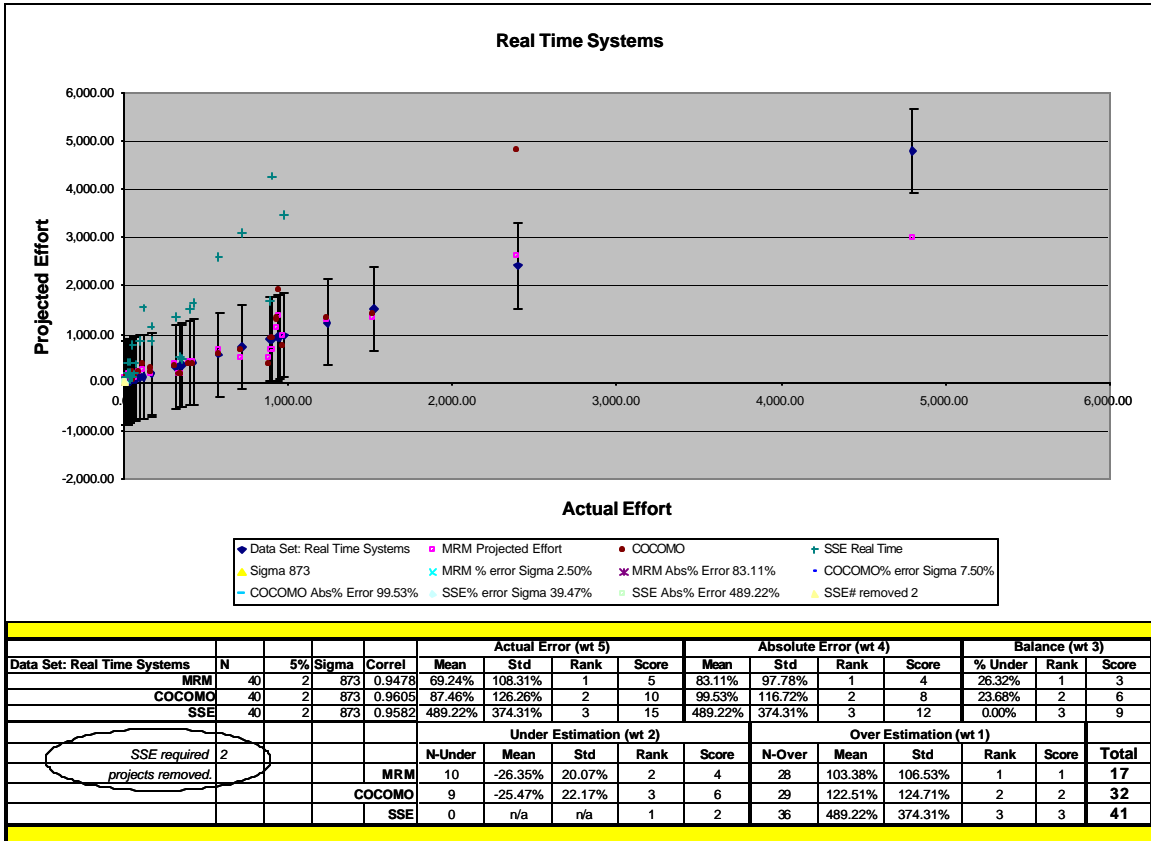 Real Time Systems
6,000.00
5,000.00
4,000.00
3,000.00
2,000.00
1,000.00
0.00
-1,000.00
-2,000.00
Projected Effort
0. 1,000.00 2,000.00 3,000.00 4,000.00 5,000.00 6,000.00
Actual Effort
Data Set: Real Time Systems MRM Projected Effort COCOMO SSE Real Time
Sigma 873 MRM % error Sigma 2.50% MRM Abs% Error 83.11% COCOMO% error Sigma 7.50%
COCOMO Abs% Error 99.53% SSE% error Sigma 39.47% SSE Abs% Error 489.22% SSE# removed 2
Actual Error (wt 5) Absolute Error (wt 4) Balance (wt 3)
Data Set: Real Time Systems N 5% Sigma Correl Mean Std Rank Score Mean Std Rank Score % Under Rank Score
MRM 40 2 873 0.9478 69.24% 108.31% 1 5 83.11% 97.78% 1 4 26.32% 1 3
COCOMO 40 2 873 0.9605 87.46% 126.26% 2 10 99.53% 116.72% 2 8 23.68% 2 6
SSE 40 2 873 0.9582 489.22% 374.31% 3 15 489.22% 374.31% 3 12 0.00% 3 9
Under Estimation (wt 2) Over Estimation (wt 1)
SSE required 2 N-Under Mean Std Rank Score N-Over Mean Std Rank Score Total
projects removed. MRM 10 -26.35% 20.07% 2 4 28 103.38% 106.53% 1 1 17
COCOMO 9 -25.47% 22.17% 3 6 29 122.51% 124.71% 2 2 32
SSE 0 n/a n/a 1 2 36 489.22% 374.31% 3 3 41